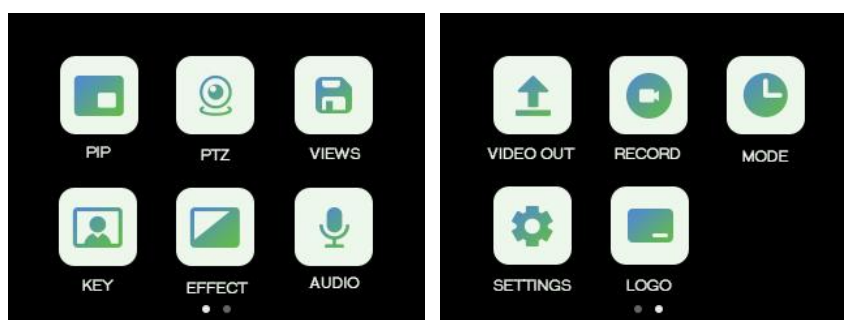 PIP
PTZ
VIEWS
KEY
EFFECT
AUDIO
VIDEO OUT
RECORD
MODE
SETTINGS
LOGO